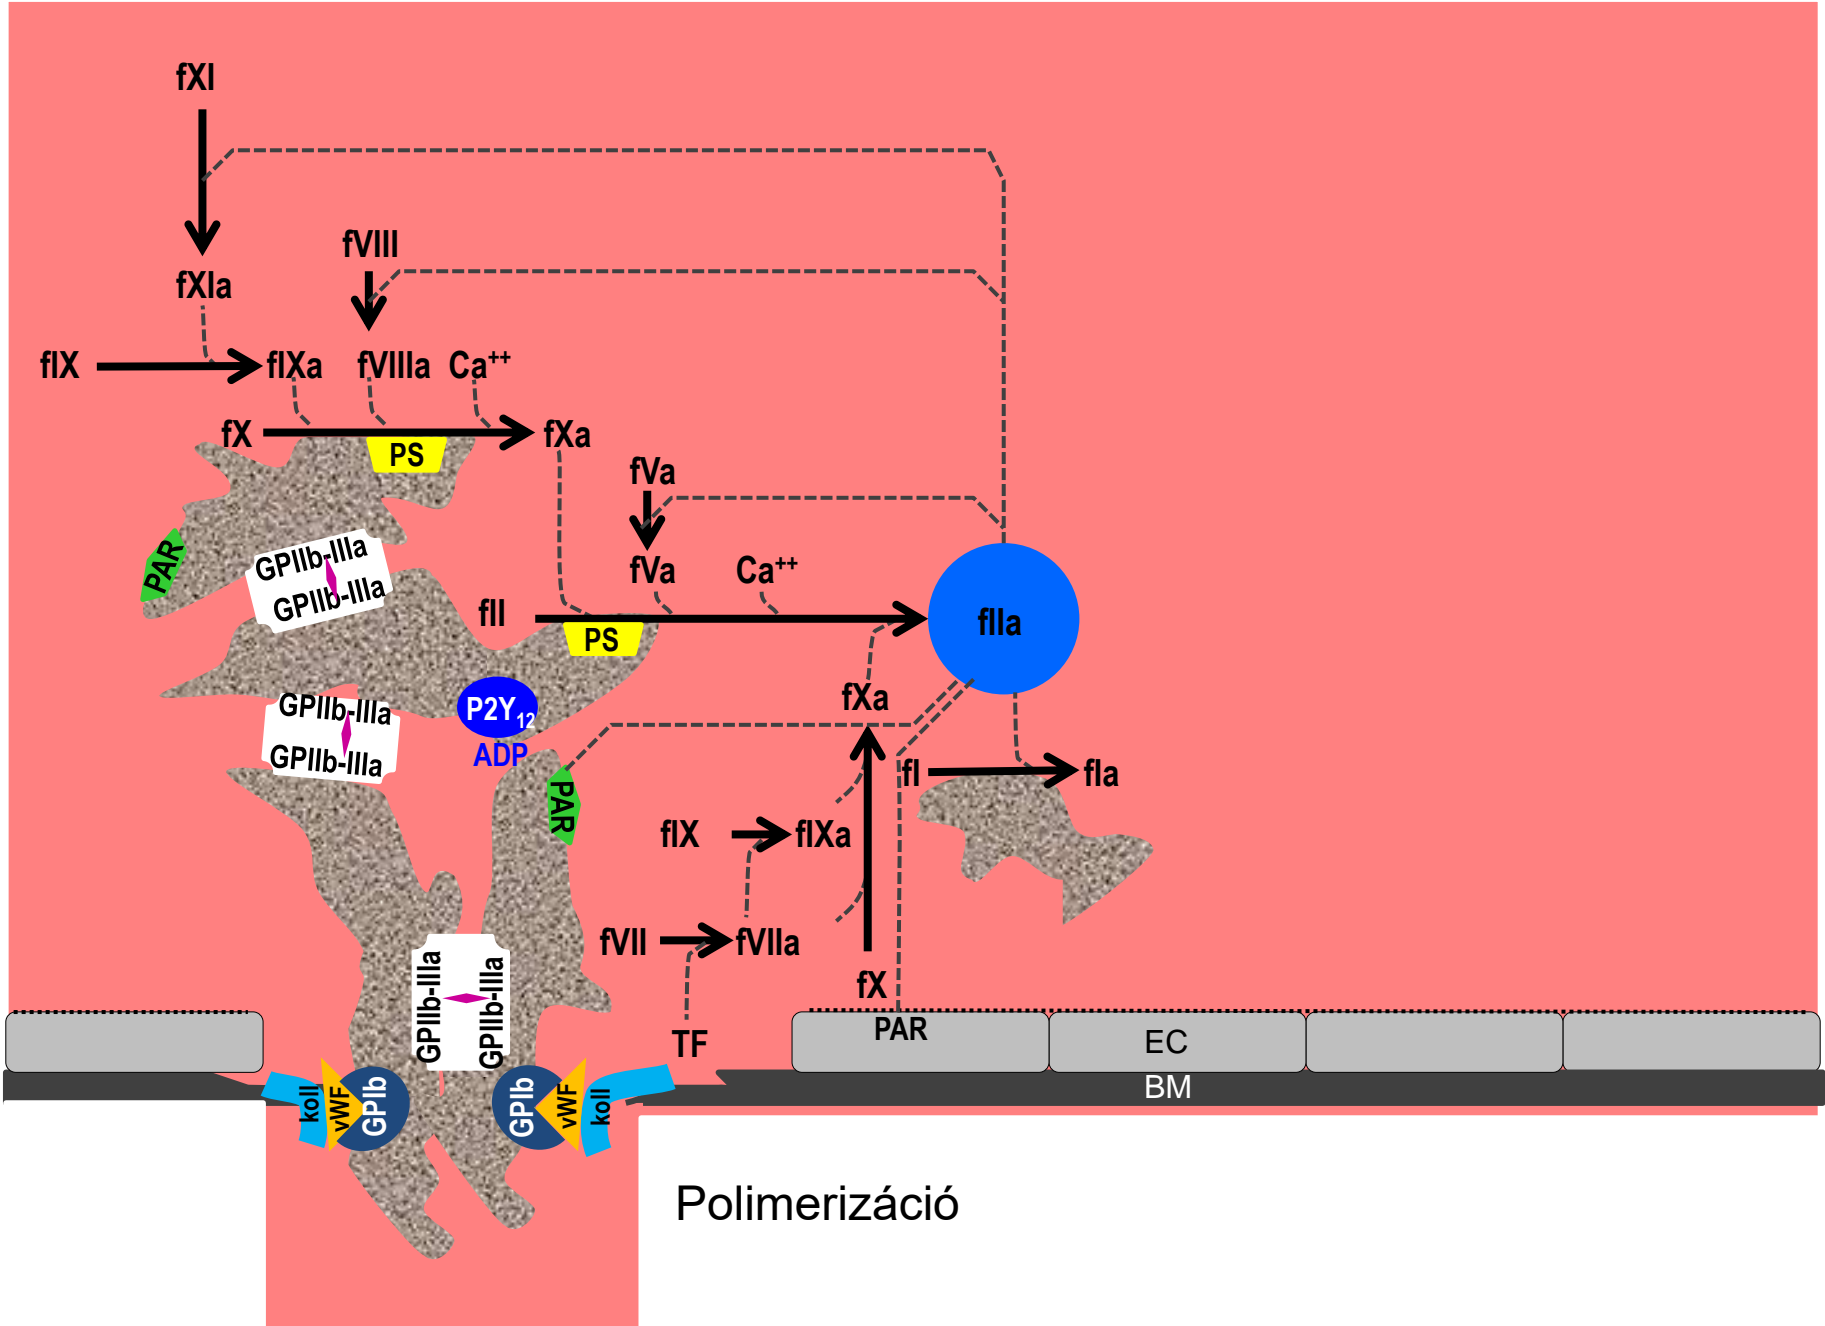 fXI
fVIII
fXIa
fIX
fIXa
fVIIIa
Ca++
fX
fXa
PS
fVa
PAR
GPIIb-IIIa
GPIIb-IIIa
fVa
Ca++
fII
fIIa
PS
GPIIb-IIIa
P2Y12
fXa
GPIIb-IIIa
ADP
fI
fIa
PAR
fIX
fIXa
fVII
fVIIa
GPIIb-IIIa
GPIIb-IIIa
fX
TF
PAR
EC
BM
koll
vWF
GPIb
GPIb
vWF
koll
Polimerizáció